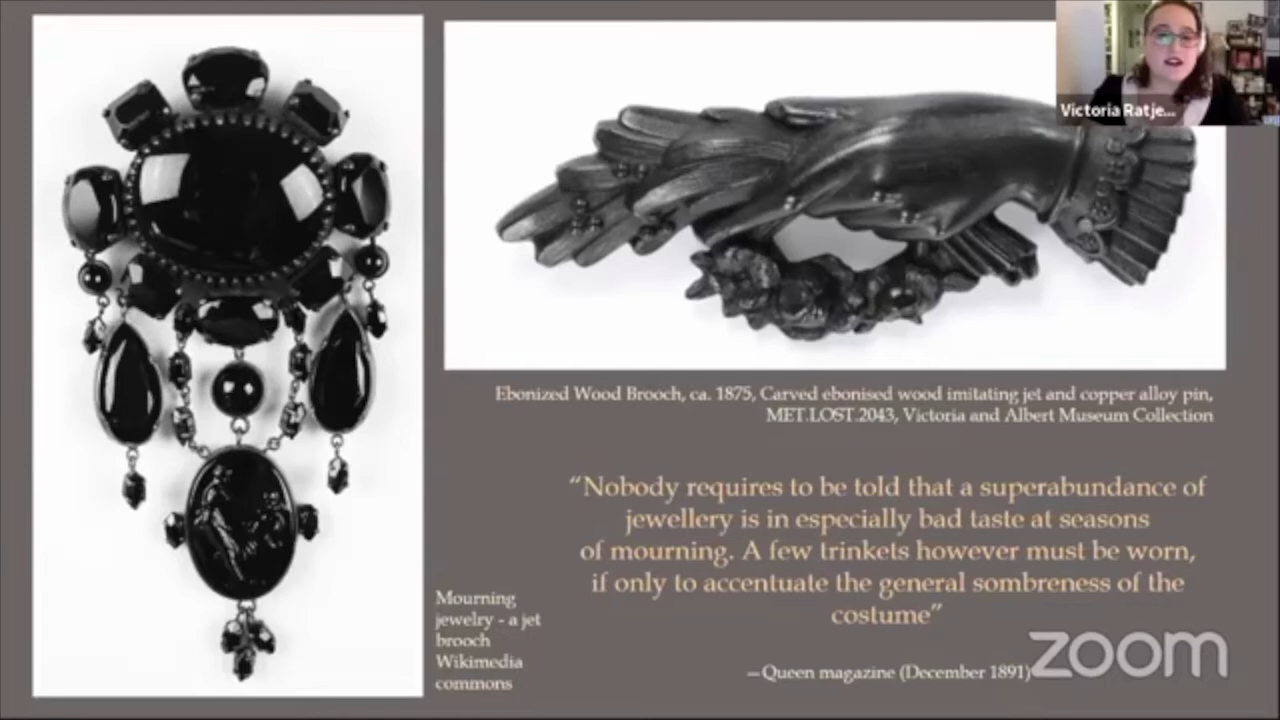 Victoria Ratje...
Ebonized Wood Brooch, ca. 1875, Carved ebonised wood imitating jet and copper alloy pin,
MET.LOST.2043, Victoria and Albert Museum Collection
“Nobody requires to be told that a superabundance of
jewellery is in especially bad taste at seasons
of mourning. A few trinkets however must be worn,
if only to accentuate the general sombreness of the
costume”
—Queen magazine (December 1891)
Mourning
jewelry - a jet
brooch
Wikimedia
commons
zoom